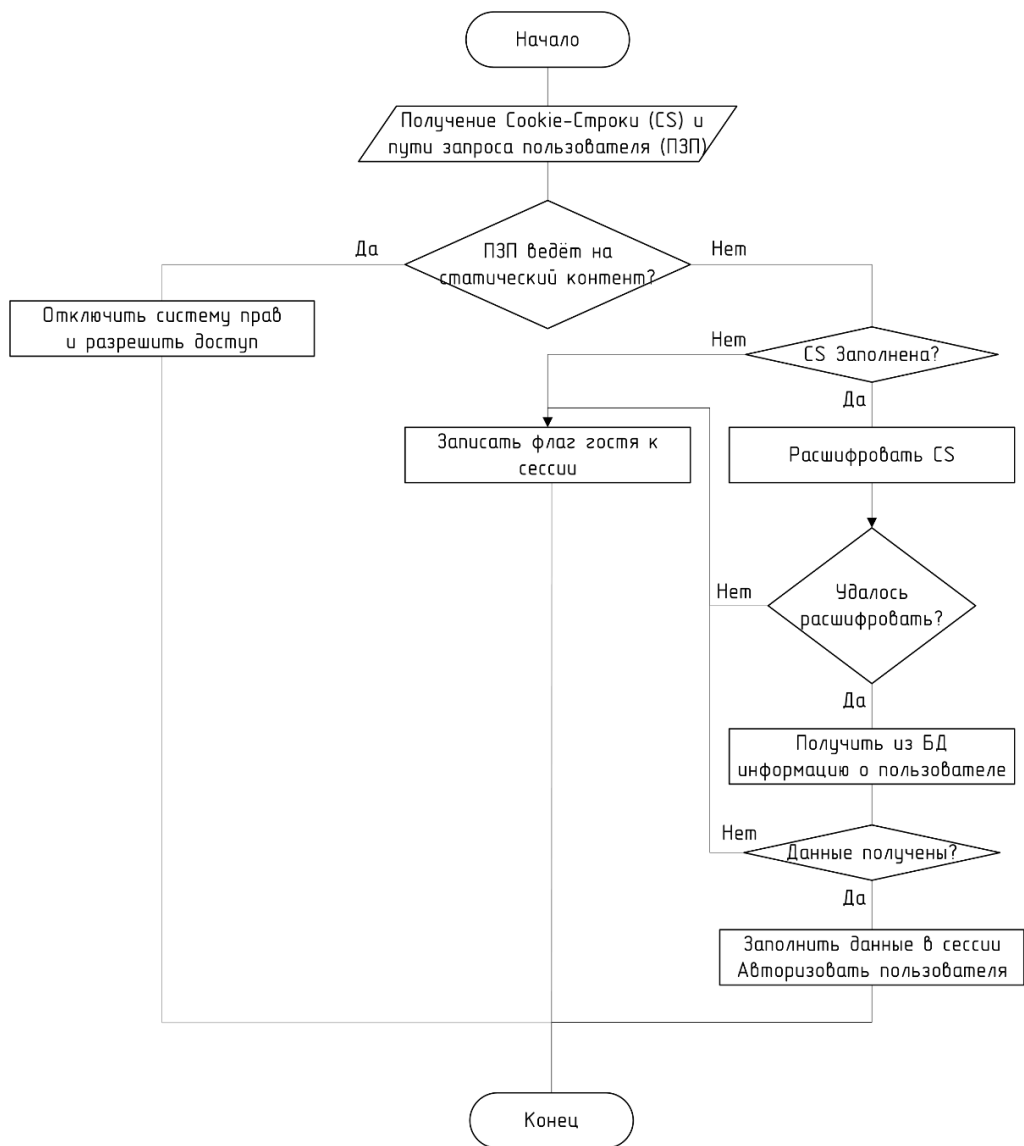 Начало
Получение Cookie-Строки (CS) и
пути запроса пользователя (ПЗП)
Да
ПЗП ведёт на
статический контент?
Нет
Отключить систему прав
и разрешить доступ
Нет
CS Заполнена?
Да
Записать флаг гостя к
сессии
Расшифровать CS
Нет
Удалось
расшифровать?
Да
Получить из БД
информацию о пользователе
Нет
Данные получены?
Да
Заполнить данные в сессии
Авторизовать пользователя
Конец